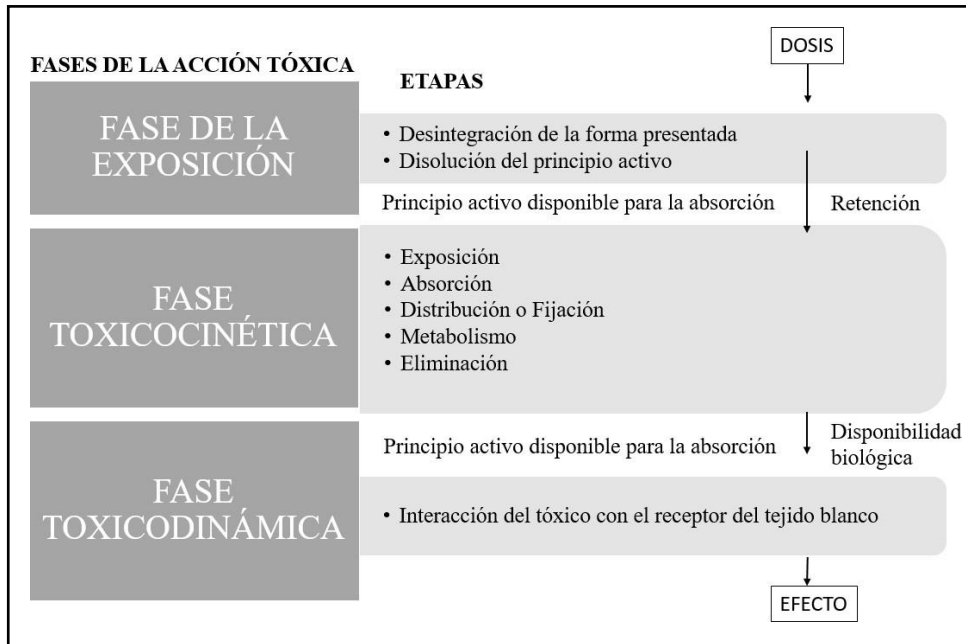 DOSIS
FASES DE LA ACCIÓN TÓXICA
ETAPAS
FASE DE LA
EXPOSICIÓN
• Desintegración de la forma presentada
• Disolución del principio activo
Principio activo disponible para la absorción
Retención
FASE
TOXICOCINÉTICA
• Exposición
• Absorción
• Distribución o Fijación
• Metabolismo
• Eliminación
Principio activo disponible para la absorción
Disponibilidad
biológica
FASE
TOXICODINÁMICA
• Interacción del tóxico con el receptor del tejido blanco
EFECTO